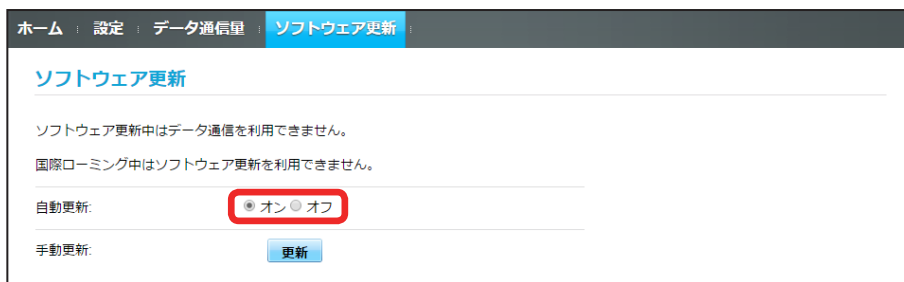 ホーム 設定 データ通信量 ソフトウェア更新
ソフトウェア更新
ソフトウェア更新中はデータ通信を利用できません。
国際ローミング中はソフトウェア更新を利用できません。
自動更新: オン オフ
手動更新: 更新